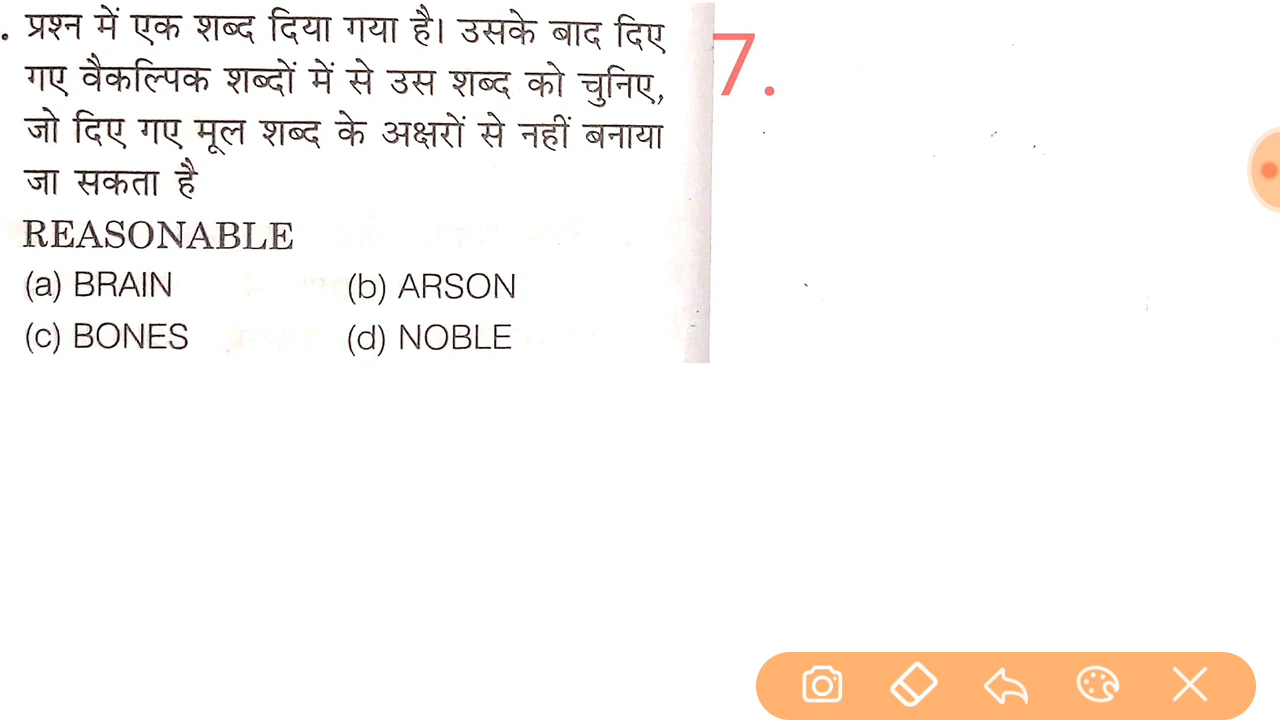 . प्रश्न में एक शब्द दिया गया है। उसके बाद दिए
गए वैकल्पिक शब्दों में से उस शब्द को चुनिए,
जो दिए गए मूल शब्द के अक्षरों से नहीं बनाया
जा सकता है
REASONABLE
(a) BRAIN (b) ARSON
(c) BONES (d) NOBLE
7.